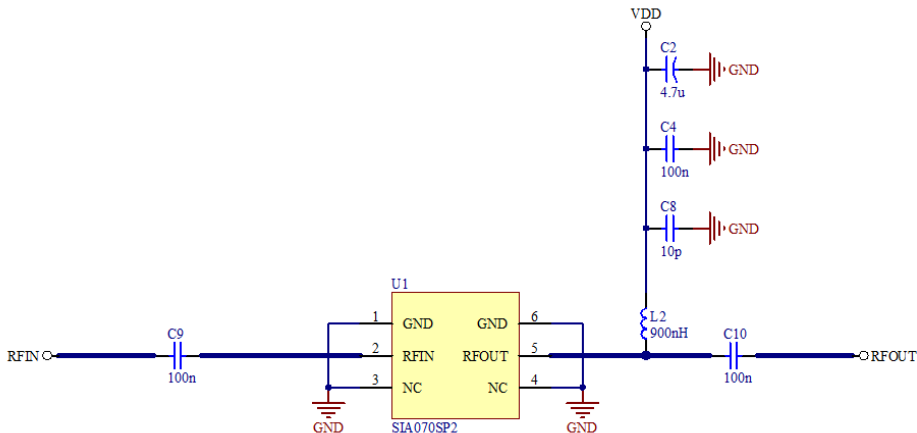 VDD
C2
GND
4.7u
C4
GND
100n
C8
GND
10p
U1
1 GND GND 6
L2
900nH
C9
C10
RFIN 2 RFIN RFOUT 5 RFOUT
100n
100n
3 NC NC 4
GND
SIA070SP2
GND